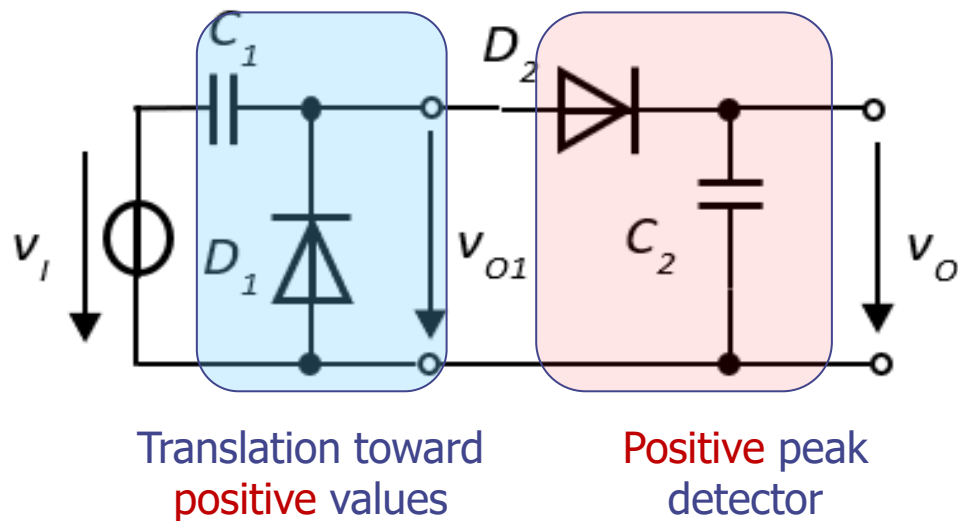 C1
D2
vI
D1
vO1
C2
vO
Translation toward
positive values
Positive peak
detector